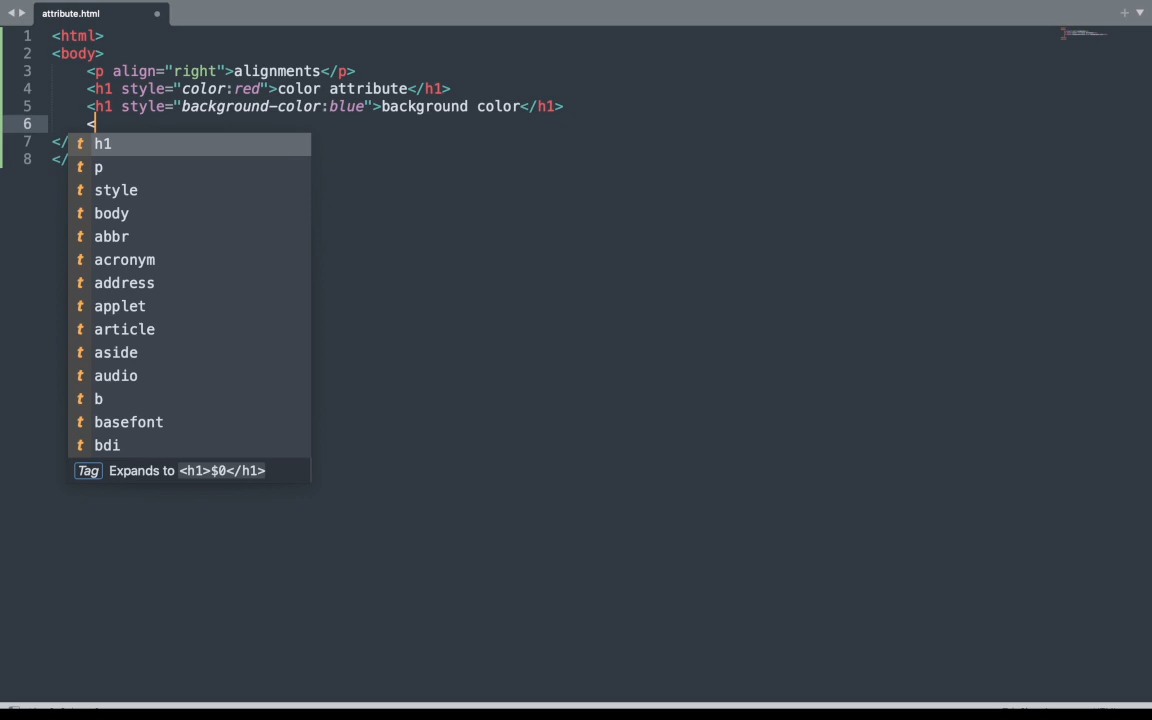 attribute.html
1 <html>
2 <body>
3 <p align="right">alignments</p>
4 <h1 style="color:red">color attribute</h1>
5 <h1 style="background-color:blue">background color</h1>
6 <
7 </
8 </
t h1
t p
t style
t body
t abbr
t acronym
t address
t applet
t article
t aside
t audio
t b
t basefont
t bdi
Tag Expands to <h1>$0</h1>